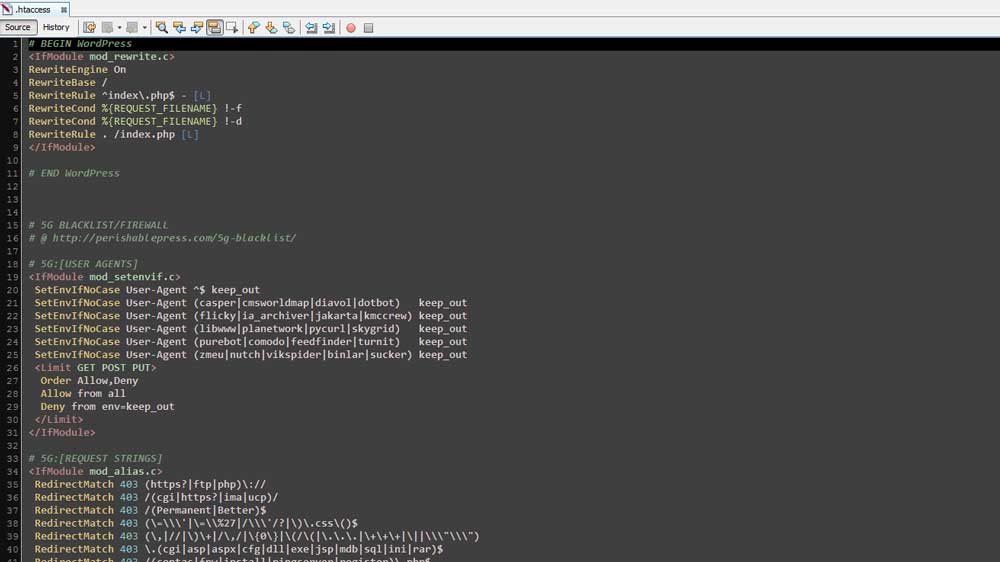 .htaccess
Source History
1 # BEGIN WordPress
2 <IfModule mod_rewrite.c>
3 RewriteEngine On
4 RewriteBase /
5 RewriteRule ^index\.php$ - [L]
6 RewriteCond %{REQUEST_FILENAME} !-f
7 RewriteCond %{REQUEST_FILENAME} !-d
8 RewriteRule . /index.php [L]
9 </IfModule>
10
11 # END WordPress
12
13
14
15 # 5G BLACKLIST/FIREWALL
16 # @ http://perishablepress.com/5g-blacklist/
17
18 # 5G:[USER AGENTS]
19 <IfModule mod_setenvif.c>
20 SetEnvIfNoCase User-Agent ^$ keep_out
21 SetEnvIfNoCase User-Agent (casper|cmsworldmap|diavol|dotbot) keep_out
22 SetEnvIfNoCase User-Agent (flicky|ia_archiver|jakarta|kmccrew) keep_out
23 SetEnvIfNoCase User-Agent (libwww|planetwork|pycurl|skygrid) keep_out
24 SetEnvIfNoCase User-Agent (purebot|comodo|feedfinder|turnit) keep_out
25 SetEnvIfNoCase User-Agent (zmeu|nutch|vikspider|binlar|sucker) keep_out
26 <Limit GET POST PUT>
27 Order Allow,Deny
28 Allow from all
29 Deny from env=keep_out
30 </Limit>
31 </IfModule>
32
33 # 5G:[REQUEST STRINGS]
34 <IfModule mod_alias.c>
35 RedirectMatch 403 (https?|ftp|php)\://
36 RedirectMatch 403 /(cgi|https?|ima|ucp)/
37 RedirectMatch 403 /(Permanent|Better)$
38 RedirectMatch 403 (\=\\\'|\=\\%27|/\\\'/?|\)\.css\()$
39 RedirectMatch 403 (\,|//|\)\+|/\,/|\{0\}|\(/\(|\.\.\.|\+\+\+|\||\\\"\\\")
40 RedirectMatch 403 \.(cgi|asp|aspx|cfg|dll|exe|jsp|mdb|sql|ini|rar)$